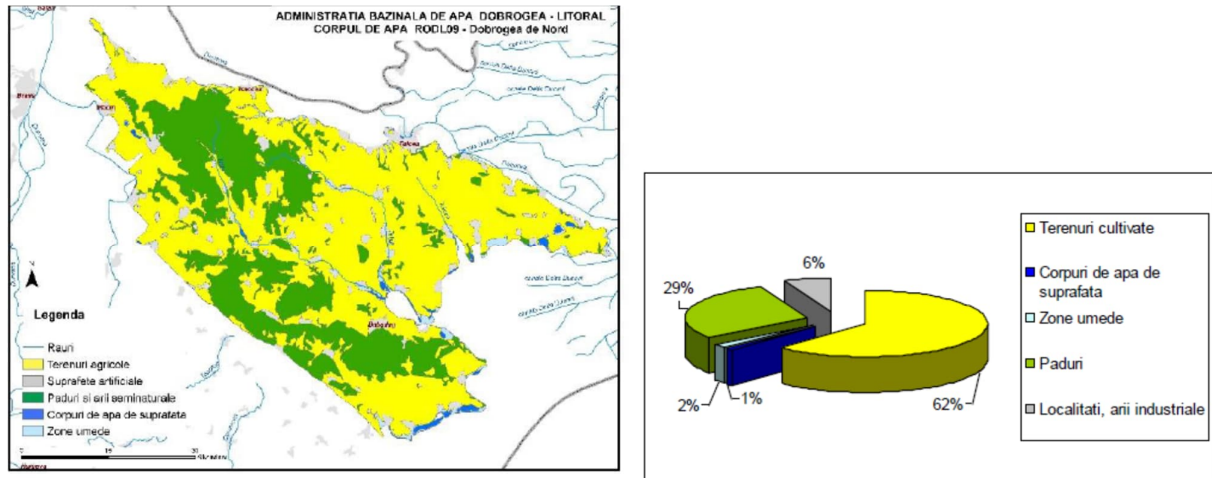 ADMINISTRATIA BAZINALA DE APA DOBROGEA - LITORAL
CORPUL DE APA RODL09 - Dobrogea de Nord
Macin
Isaccea
Tulcea
Babadag
N
Legenda
Rauri
Terenuri agricole
Suprafete artificiale
Paduri si arii seminaturale
Corpuri de apa de suprafata
Zone umede
Terenuri cultivate
Corpuri de apa de
suprafata
Zone umede
Paduri
Localitati, arii industriale
6%
29%
2%
1%
62%